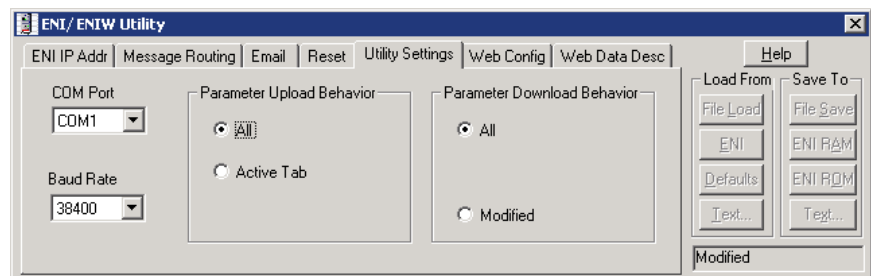 ENI/ENIW Utility
ENI IP Addr Message Routing Email Reset Utility Settings Web Config Web Data Desc Help
COM Port
COM1
Baud Rate
38400
Parameter Upload Behavior
All
Active Tab
Parameter Download Behavior
All
Modified
Load From
File Load
ENI
Defaults
Text...
Save To
File Save
ENI RAM
ENI ROM
Text...
Modified